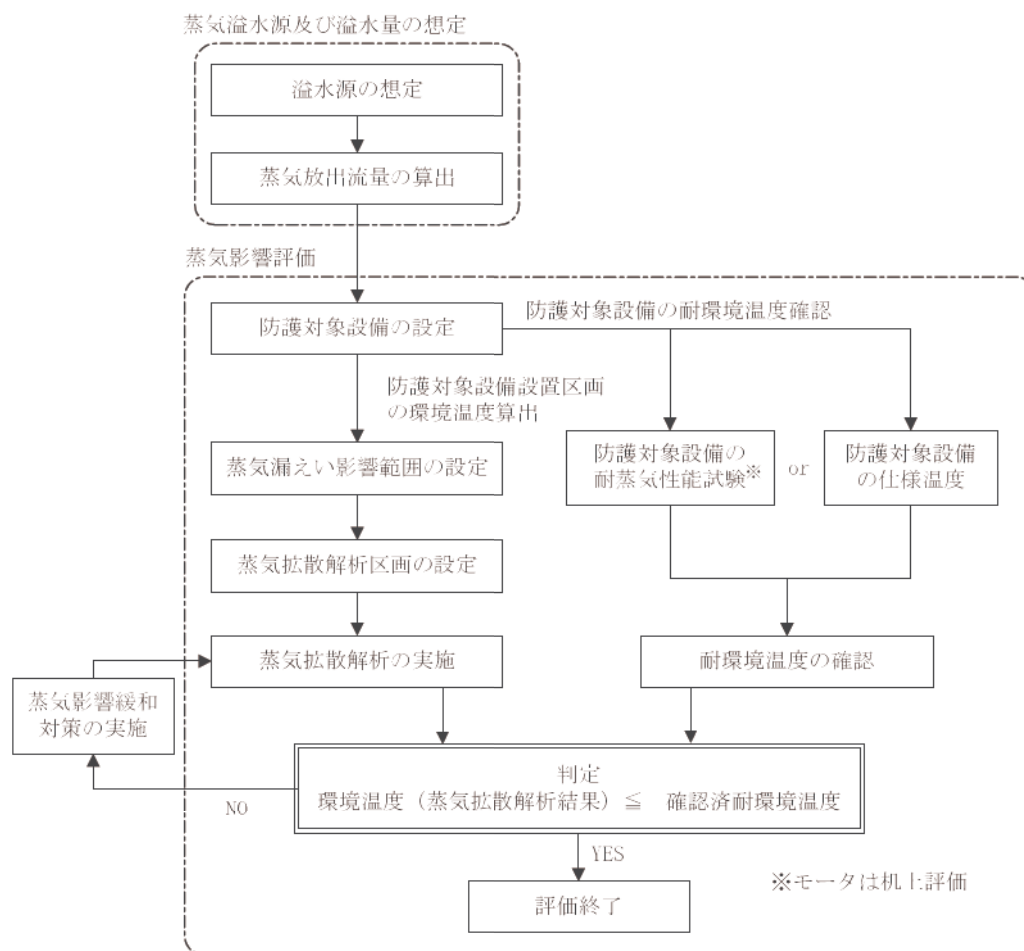 蒸気溢水源及び溢水量の想定
溢水源の想定
蒸気放出流量の算出
蒸気影響評価
防護対象設備の設定
防護対象設備の耐環境温度確認
防護対象設備設置区画
の環境温度算出
蒸気漏えい影響範囲の設定
防護対象設備の
耐蒸気性能試験※
or
防護対象設備
の仕様温度
蒸気拡散解析区画の設定
蒸気拡散解析の実施
耐環境温度の確認
蒸気影響緩和
対策の実施
判定
環境温度（蒸気拡散解析結果）≦ 確認済耐環境温度
NO
YES
※モータは机上評価
評価終了